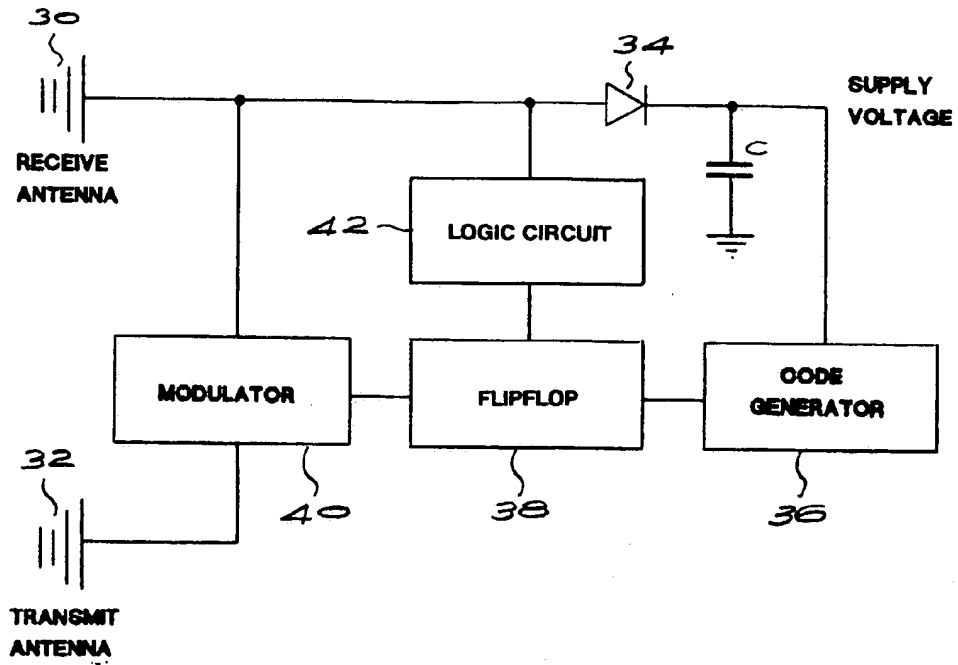 30
34
SUPPLY
VOLTAGE
C
RECEIVE
ANTENNA
42
LOGIC CIRCUIT
MODULATOR
FLIPFLOP
CODE
GENERATOR
32
40
38
36
TRANSMIT
ANTENNA